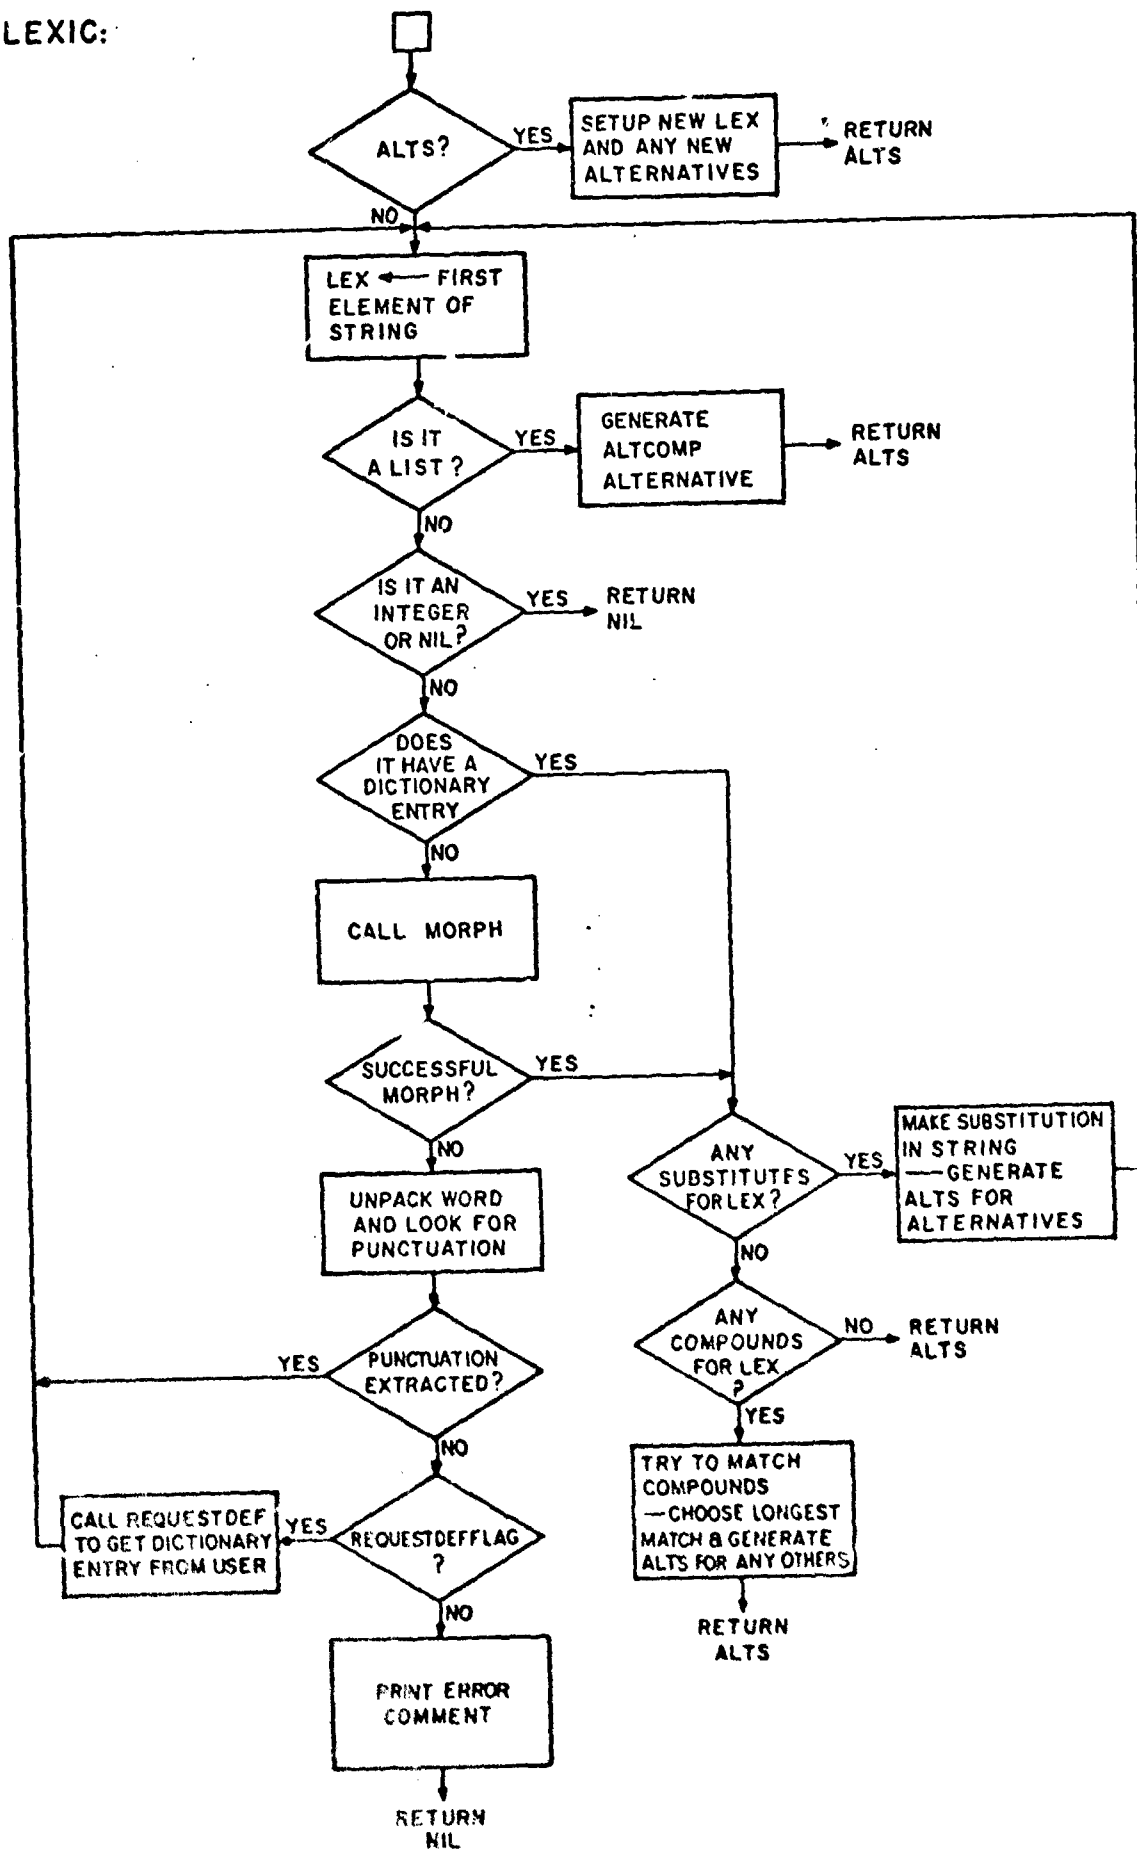 LEXIC:
ALTS?
YES
SETUP NEW LEX
AND ANY NEW
ALTERNATIVES
RETURN
ALTS
NO
LEX ← FIRST
ELEMENT OF
STRING
IS IT
A LIST ?
YES
GENERATE
ALTCOMP
ALTERNATIVE
RETURN
ALTS
NO
IS IT AN
INTEGER
OR NIL?
YES
RETURN
NIL
NO
DOES
IT HAVE A
DICTIONARY
ENTRY
YES
NO
CALL MORPH
SUCCESSFUL
MORPH?
YES
NO
ANY
SUBSTITUTES
FOR LEX ?
YES
MAKE SUBSTITUTION
IN STRING
— GENERATE
ALTS FOR
ALTERNATIVES
NO
UNPACK WORD
AND LOOK FOR
PUNCTUATION
ANY
COMPOUNDS
FOR LEX
?
NO
RETURN
ALTS
YES
PUNCTUATION
EXTRACTED?
YES
NO
TRY TO MATCH
COMPOUNDS
— CHOOSE LONGEST
MATCH & GENERATE
ALTS FOR ANY OTHERS
RETURN
ALTS
REQUESTDEFFLAG
?
YES
CALL REQUESTDEF
TO GET DICTIONARY
ENTRY FROM USER
NO
PRINT ERROR
COMMENT
RETURN
NIL